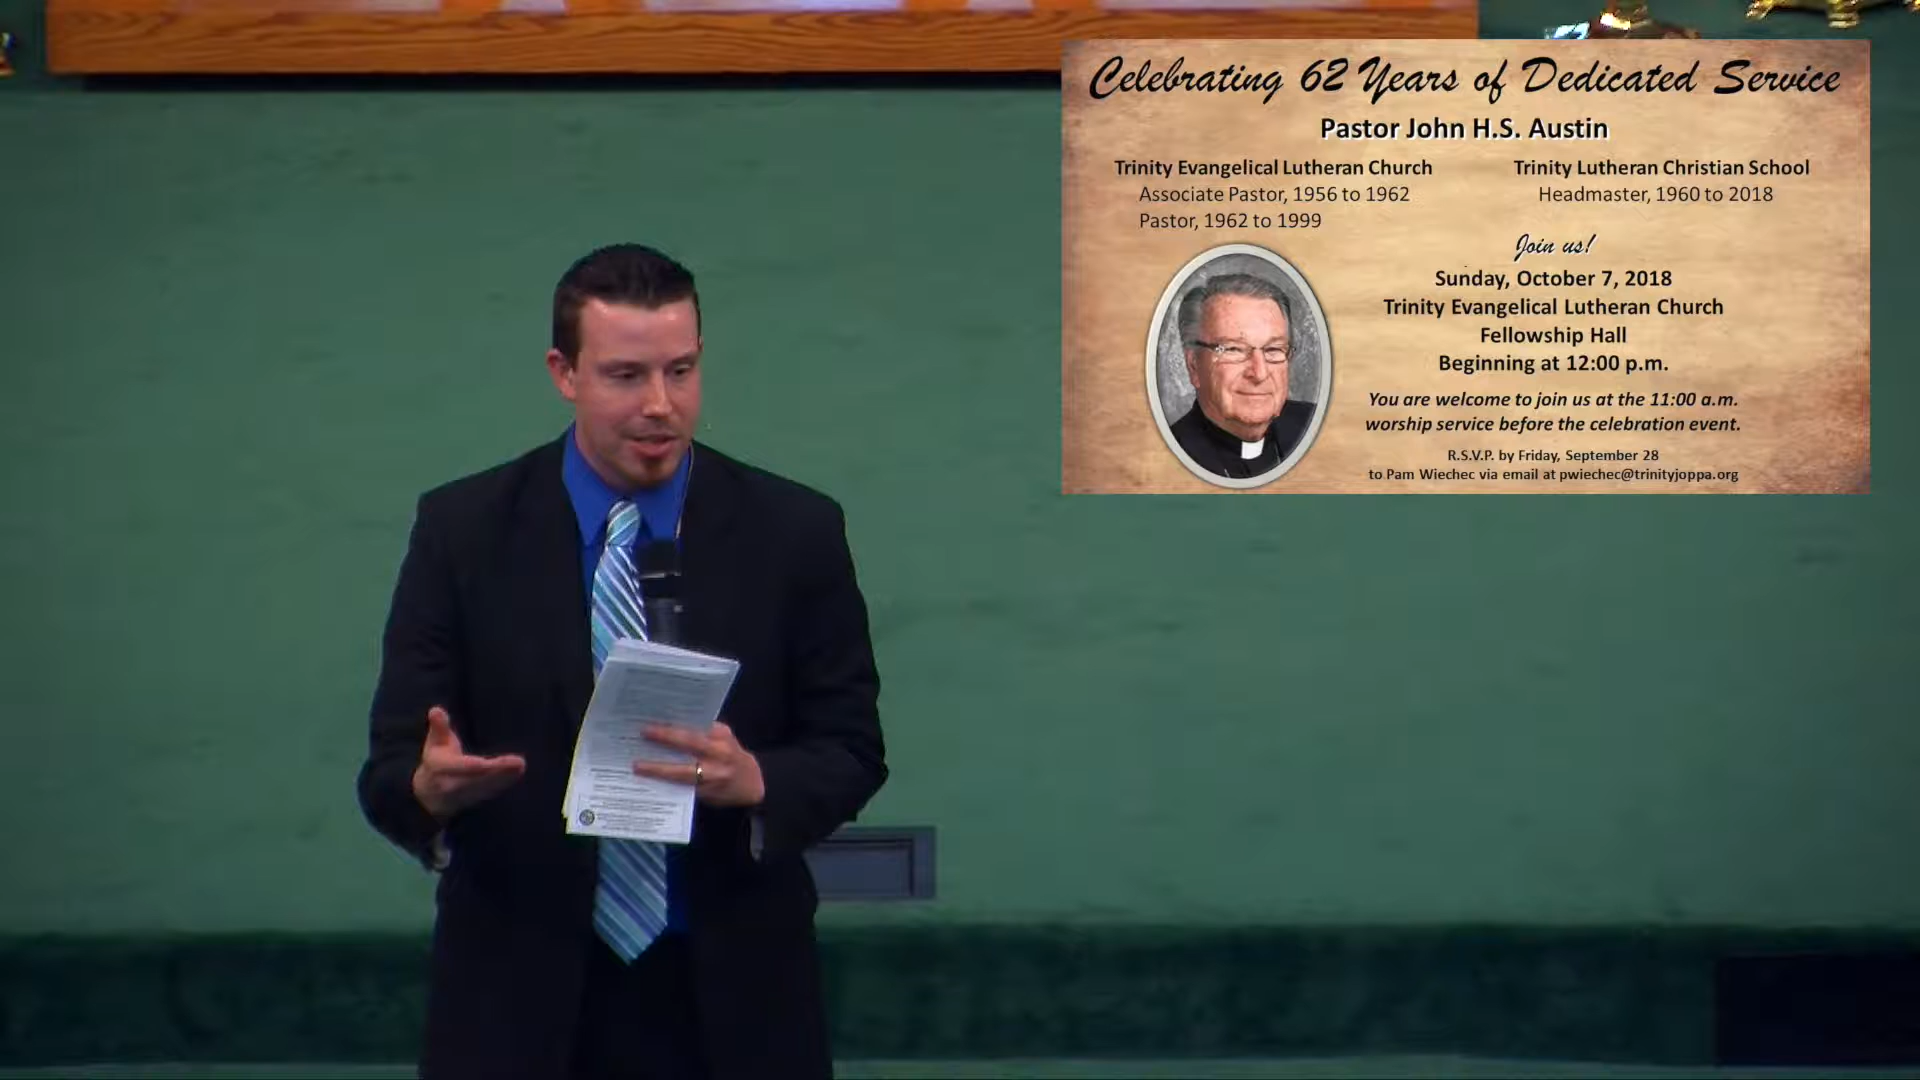 Celebrating 62 Years of Dedicated Service
Pastor John H.S. Austin
Trinity Evangelical Lutheran Church
Associate Pastor, 1956 to 1962
Pastor, 1962 to 1999
Trinity Lutheran Christian School
Headmaster, 1960 to 2018
Join us!
Sunday, October 7, 2018
Trinity Evangelical Lutheran Church
Fellowship Hall
Beginning at 12:00 p.m.
You are welcome to join us at the 11:00 a.m.
worship service before the celebration event.
R.S.V.P. by Friday, September 28
to Pam Wiechec via email at pwiechec@trinityjoppa.org